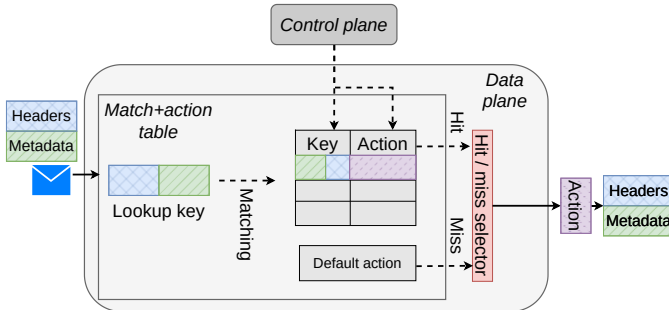 Control plane
Data
plane
Headers
Metadata
Match+action
table
Lookup key
Matching
Key
Action
Default action
Hit
Miss
Hit / miss selector
Action
Headers
Metadata